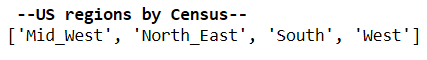 --US regions by Census--
['Mid_West', 'North_East', 'South', 'West']